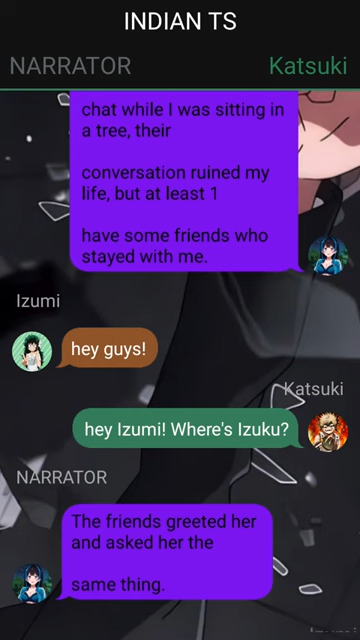 INDIAN TS
NARRATOR
Katsuki
chat while I was sitting in
a tree, their
conversation ruined my
life, but at least 1
have some friends who
stayed with me.
Izumi
hey guys!
Katsuki
hey Izumi! Where's Izuku?
NARRATOR
The friends greeted her
and asked her the
same thing.